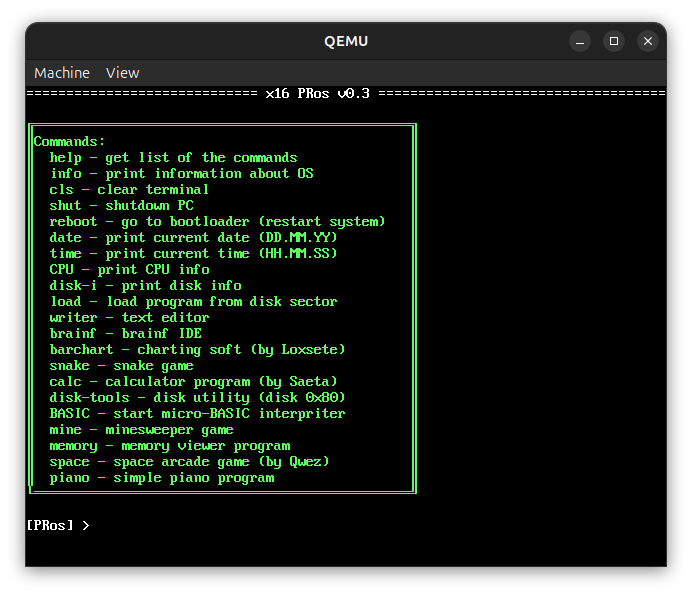 QEMU
Machine View
============================= x16 PRos v0.3 ====================================
Commands:
help - get list of the commands
info - print information about OS
cls - clear terminal
shut - shutdown PC
reboot - go to bootloader (restart system)
date - print current date (DD.MM.YY)
time - print current time (HH.MM.SS)
CPU - print CPU info
disk-i - print disk info
load - load program from disk sector
writer - text editor
brainf - brainf IDE
barchart - charting soft (by Loxsete)
snake - snake game
calc - calculator program (by Saeta)
disk-tools - disk utility (disk 0x80)
BASIC - start micro-BASIC interpriter
mine - minesweeper game
memory - memory viewer program
space - space arcade game (by Qwez)
piano - simple piano program
[PRos] >